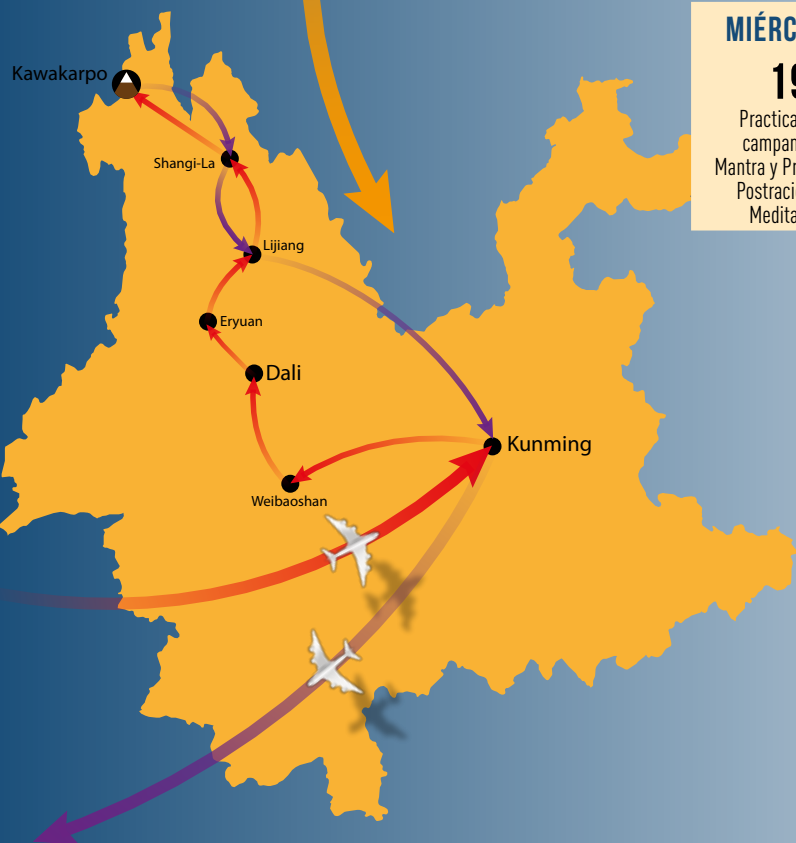 MIÉRC
19
Practica
campan
Mantra y Pr
Postraci
Medita
Kawakarpo
Shangi-La
Lijiang
Eryuan
Dali
Kunming
Weibaoshan